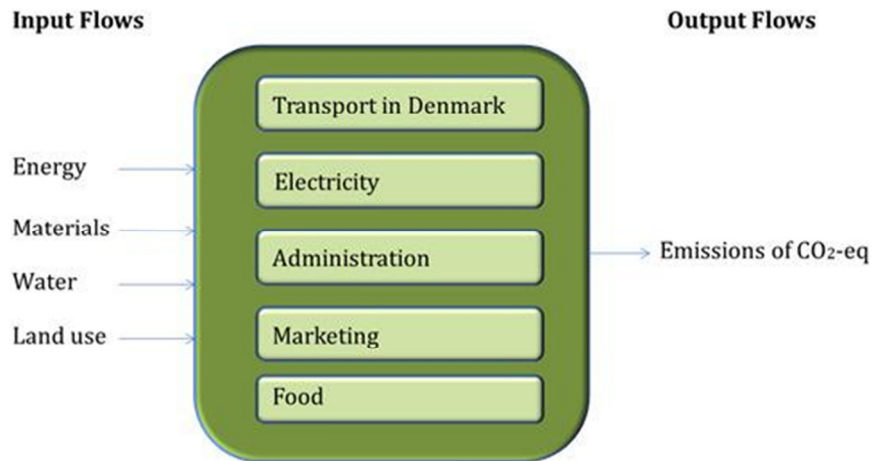 Input Flows
Output Flows
Transport in Denmark
Energy
Electricity
Materials
Administration
Emissions of CO₂-eq
Water
Land use
Marketing
Food